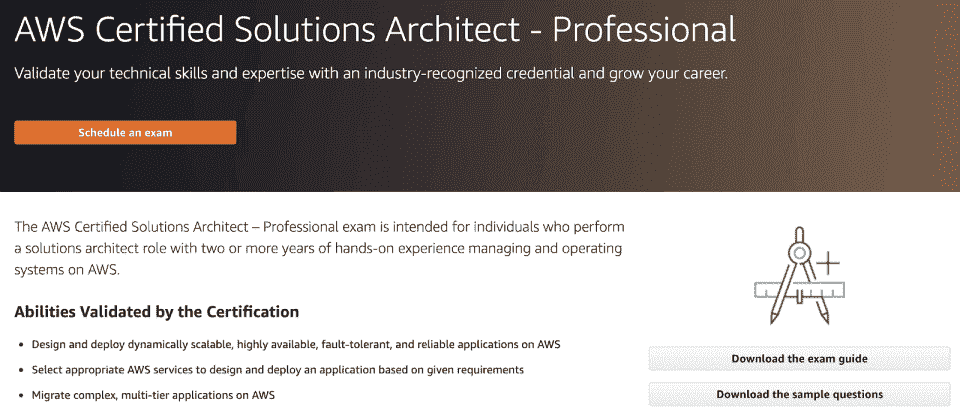 AWS Certified Solutions Architect - Professional
Validate your technical skills and expertise with an industry-recognized credential and grow your career.
Schedule an exam
The AWS Certified Solutions Architect – Professional exam is intended for individuals who perform
a solutions architect role with two or more years of hands-on experience managing and operating
systems on AWS.
Abilities Validated by the Certification
• Design and deploy dynamically scalable, highly available, fault-tolerant, and reliable applications on AWS
• Select appropriate AWS services to design and deploy an application based on given requirements
• Migrate complex, multi-tier applications on AWS
Download the exam guide
Download the sample questions